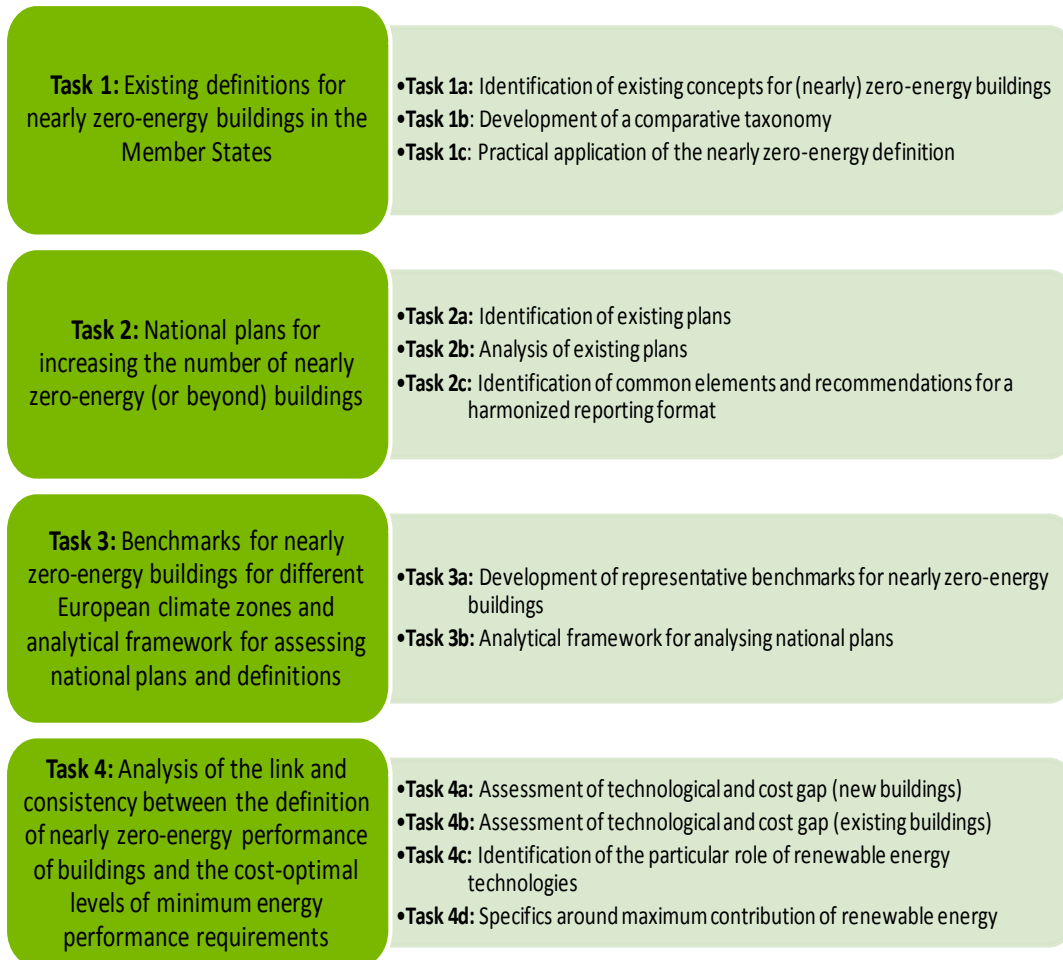 Task 1: Existing definitions for
nearly zero-energy buildings in the
Member States
•Task 1a: Identification of existing concepts for (nearly) zero-energy buildings
•Task 1b: Development of a comparative taxonomy
•Task 1c: Practical application of the nearly zero-energy definition
Task 2: National plans for
increasing the number of nearly
zero-energy (or beyond) buildings
•Task 2a: Identification of existing plans
•Task 2b: Analysis of existing plans
•Task 2c: Identification of common elements and recommendations for a
harmonized reporting format
Task 3: Benchmarks for nearly
zero-energy buildings for different
European climate zones and
analytical framework for assessing
national plans and definitions
•Task 3a: Development of representative benchmarks for nearly zero-energy
buildings
•Task 3b: Analytical framework for analysing national plans
Task 4: Analysis of the link and
consistency between the definition
of nearly zero-energy performance
of buildings and the cost-optimal
levels of minimum energy
performance requirements
•Task 4a: Assessment of technological and cost gap (new buildings)
•Task 4b: Assessment of technological and cost gap (existing buildings)
•Task 4c: Identification of the particular role of renewable energy
technologies
•Task 4d: Specifics around maximum contribution of renewable energy